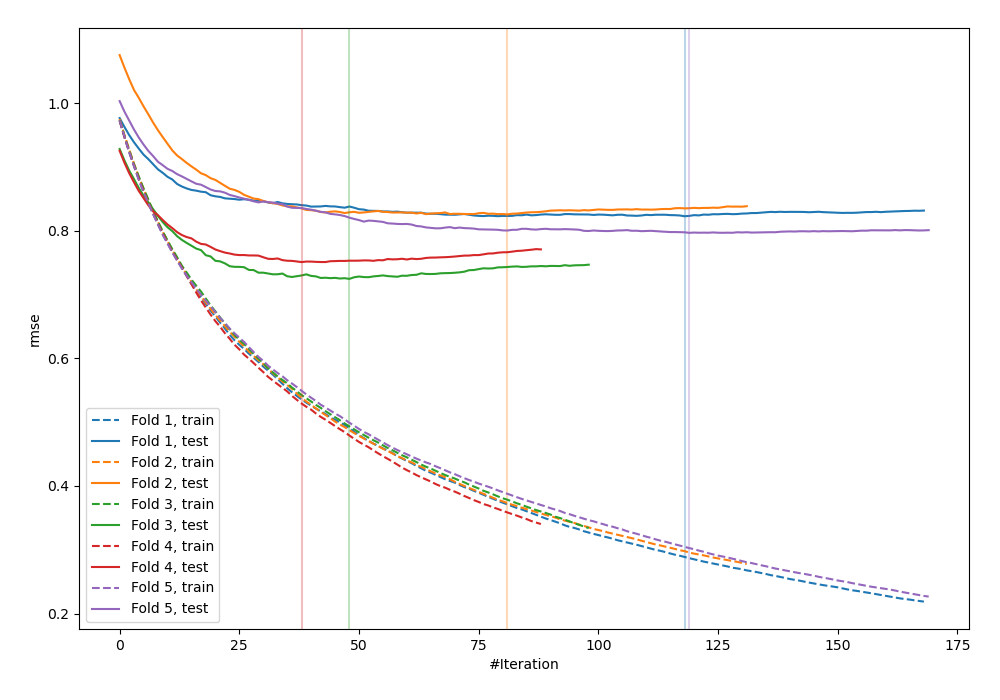 1.0
0.8
0.6
0.4
0.2
rmse
Fold 1, train
Fold 1, test
Fold 2, train
Fold 2, test
Fold 3, train
Fold 3, test
Fold 4, train
Fold 4, test
Fold 5, train
Fold 5, test
0 25 50 75 100 125 150 175
#Iteration